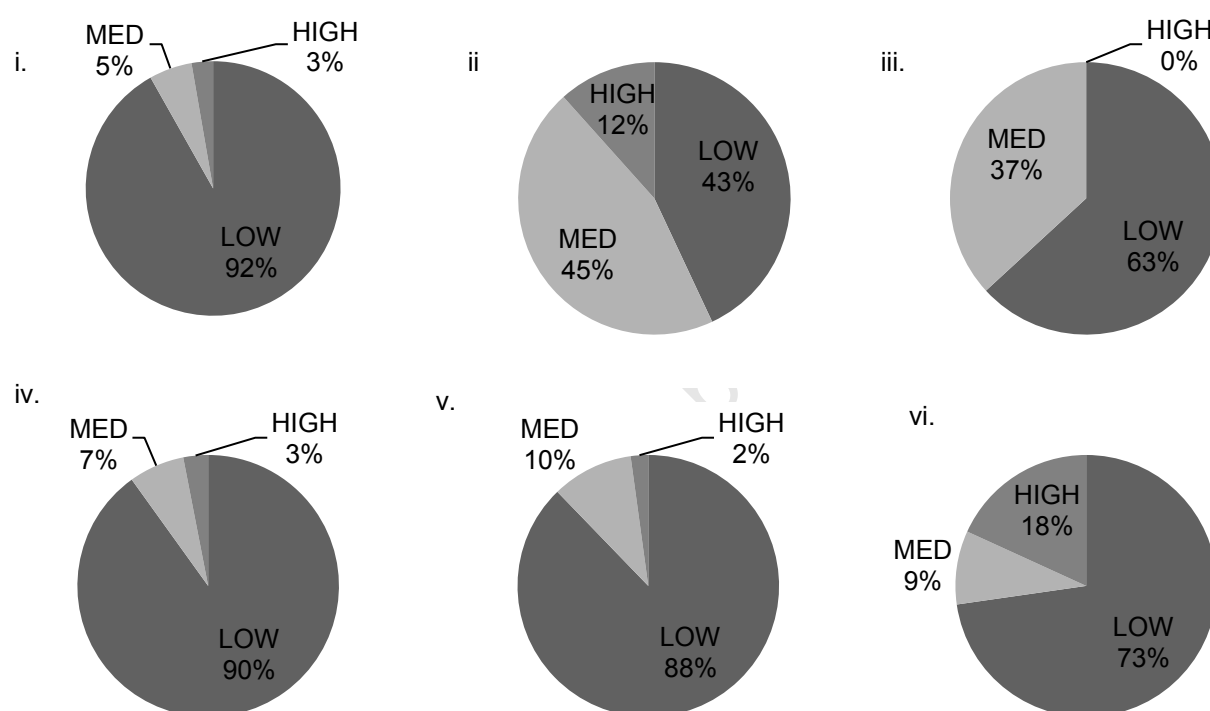 i.
MED
5%
HIGH
3%
LOW
92%
ii
HIGH
12%
LOW
43%
MED
45%
iii.
HIGH
0%
MED
37%
LOW
63%
iv.
MED
7%
HIGH
3%
LOW
90%
v.
MED
10%
HIGH
2%
LOW
88%
vi.
HIGH
18%
MED
9%
LOW
73%